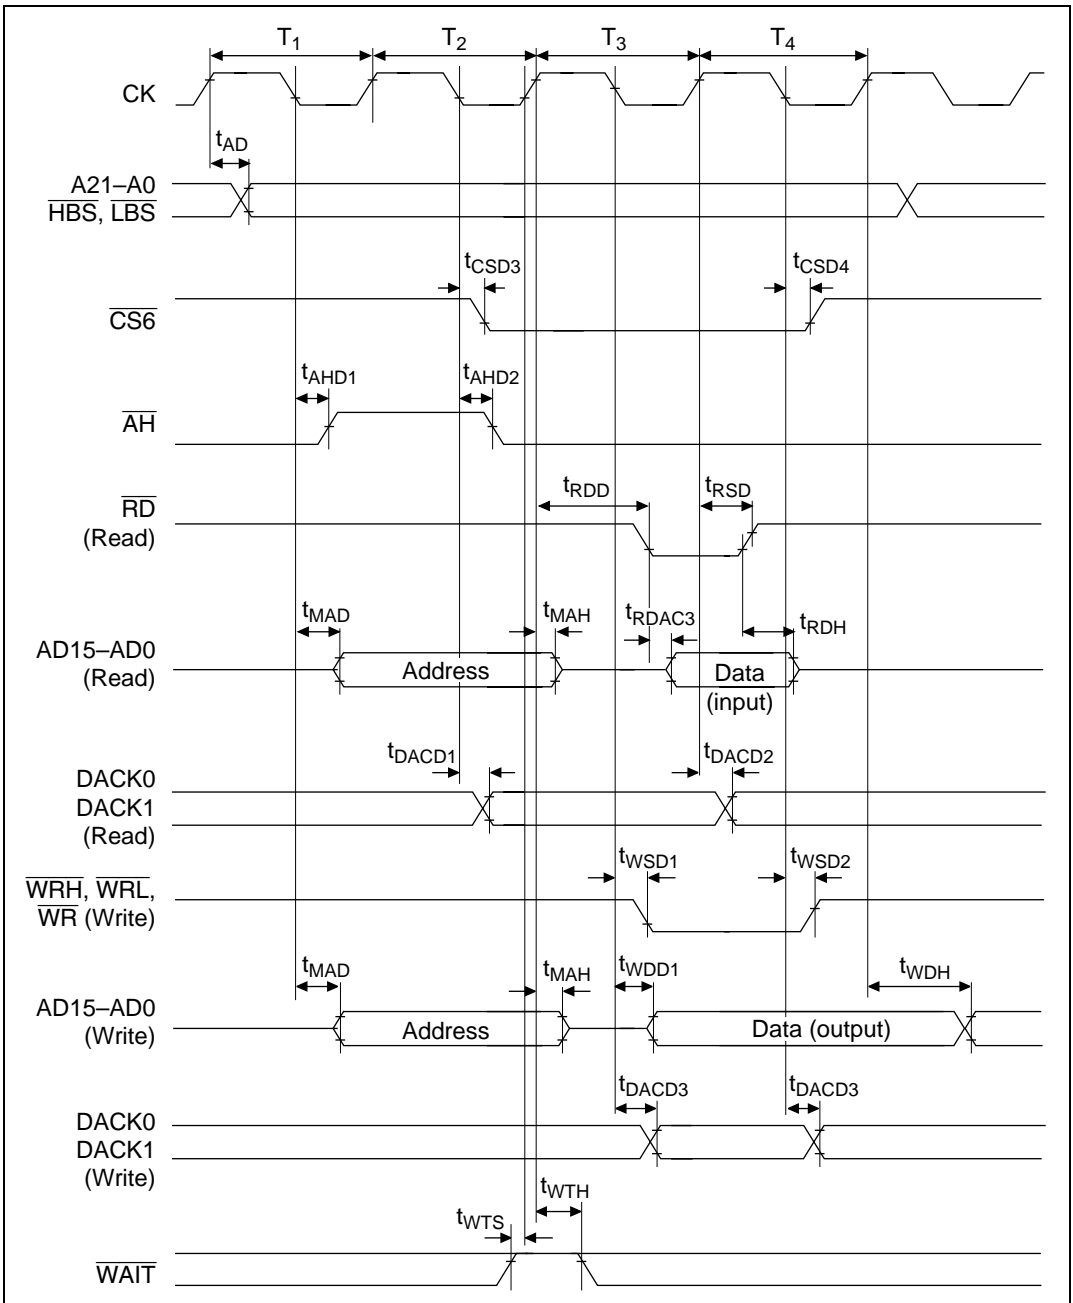 T1 T2 T3 T4
CK
tAD
A21–A0
HBS, LBS
tCSD3 tCSD4
CS6
tAHD1 tAHD2
AH
tRDD tRSD
RD
(Read)
tMAD tMAH tRDAC3 tRDH
AD15–AD0
(Read)
Address Data
(input)
tDACD1 tDACD2
DACK0
DACK1
(Read)
tWSD1 tWSD2
WRH, WRL,
WR (Write)
tMAD tMAH tWDD1 tWDH
AD15–AD0
(Write)
Address Data (output)
tDACD3 tDACD3
DACK0
DACK1
(Write)
tWTH
tWTS
WAIT